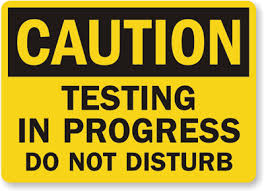 CAUTION
TESTING
IN PROGRESS
DO NOT DISTURB